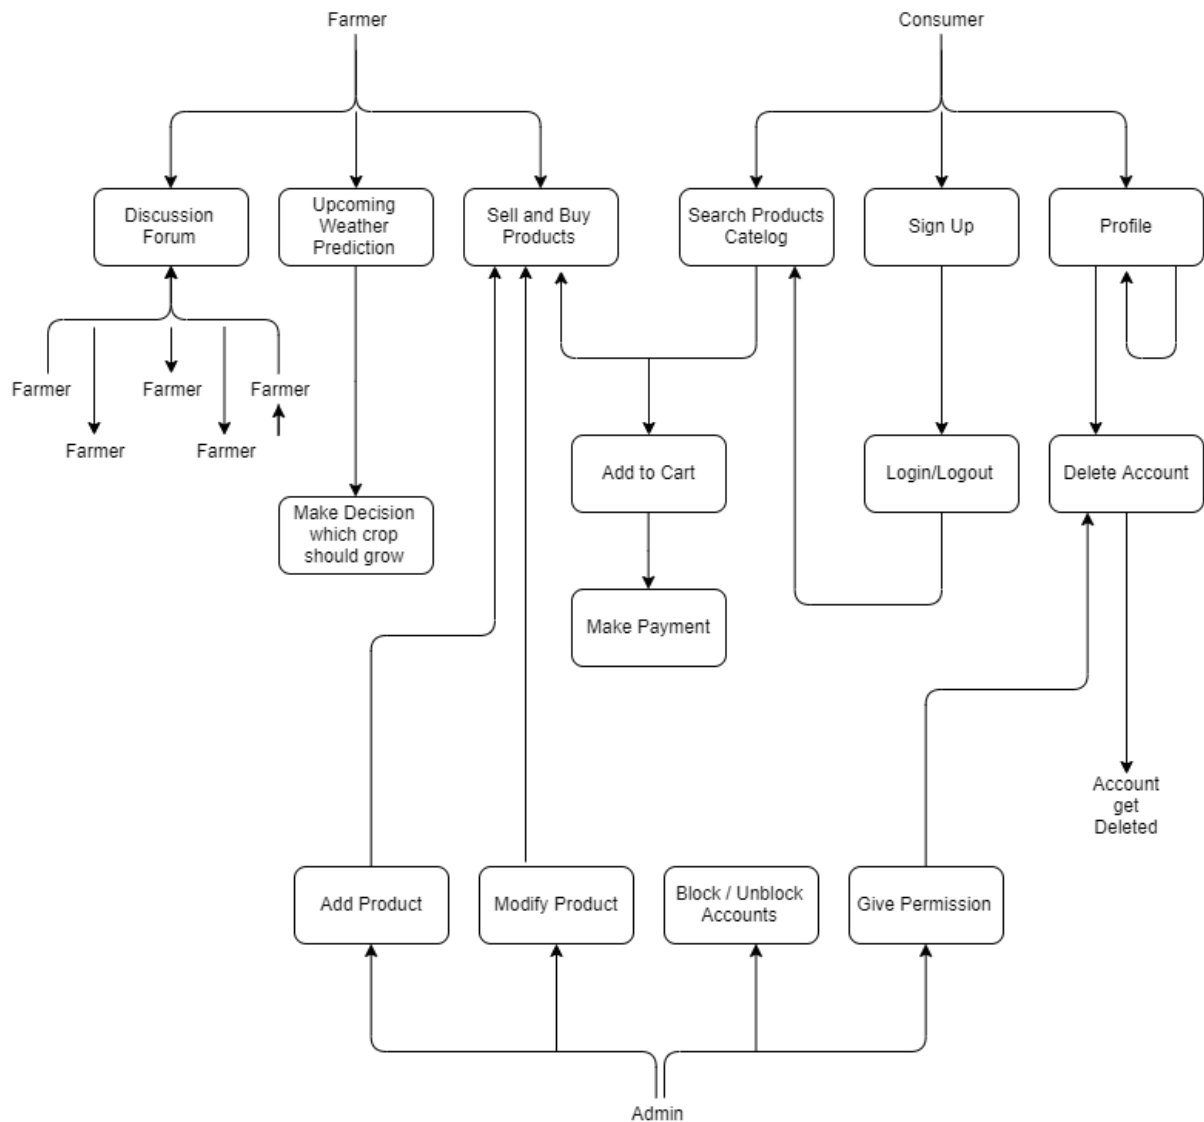 Farmer
Consumer
Discussion
Forum
Upcoming
Weather
Prediction
Sell and Buy
Products
Search Products
Catelog
Sign Up
Profile
Farmer
Farmer
Farmer
Farmer
Farmer
Add to Cart
Login/Logout
Delete Account
Make Decision
which crop
should grow
Make Payment
Account
get
Deleted
Add Product
Modify Product
Block / Unblock
Accounts
Give Permission
Admin